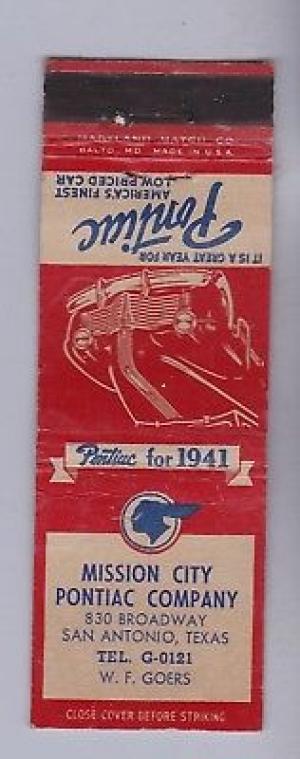 MARYLAND MATCH CO
BALTO. MD. MADE IN U.S.A.
IT IS A GREAT YEAR FOR
Pontiac
AMERICA'S FINEST
LOW PRICED CAR
Pontiac for 1941
MISSION CITY
PONTIAC COMPANY
830 BROADWAY
SAN ANTONIO, TEXAS
TEL. G-0121
W. F. GOERS
CLOSE COVER BEFORE STRIKING